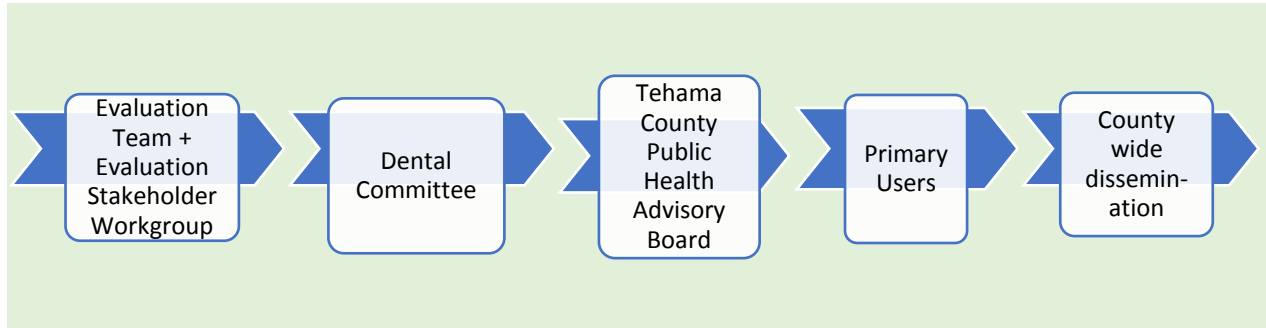 Evaluation
Team +
Evaluation
Stakeholder
Workgroup
Dental
Committee
Tehama
County
Public
Health
Advisory
Board
Primary
Users
County
wide
dissemin-
ation